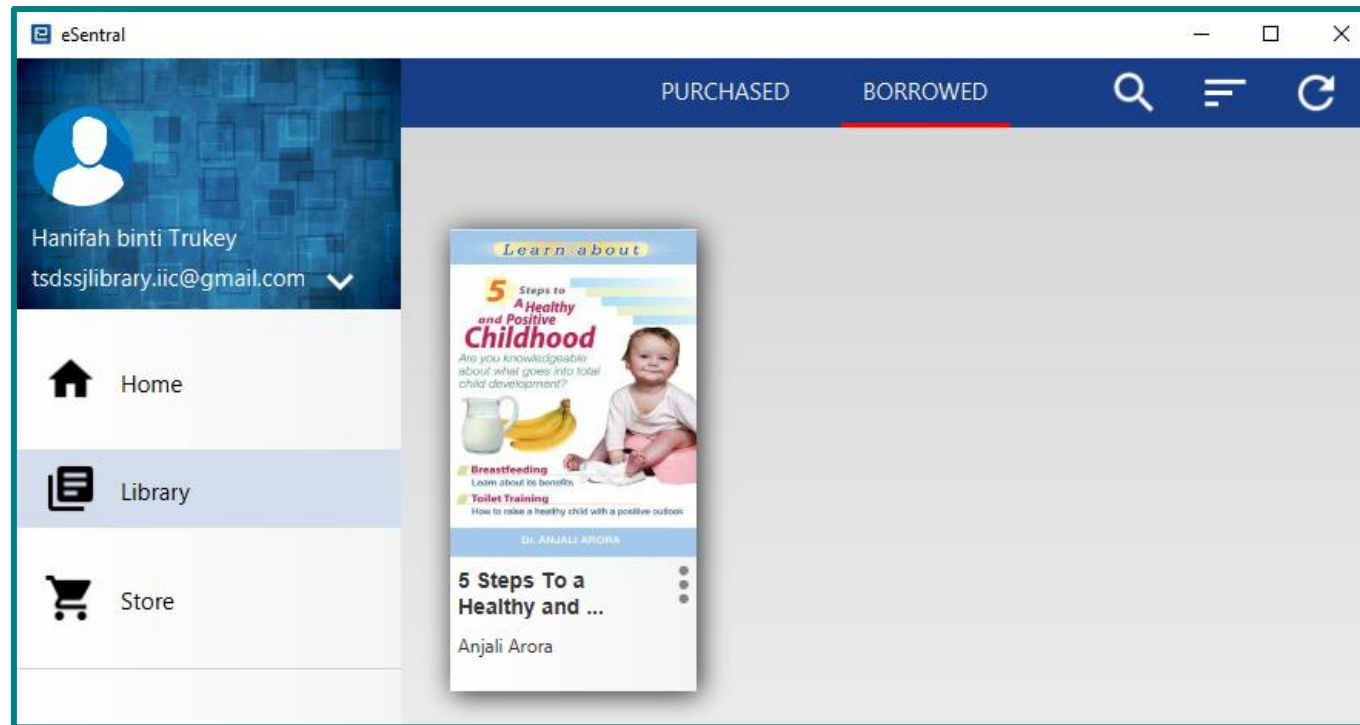 eSentral
PURCHASED
BORROWED
Hanifah binti Trukey
tsdssjlibrary.iic@gmail.com
Home
Library
Store
Learn about
5 Steps to
A Healthy
and Positive
Childhood
Are you knowledgeable
about what goes into total
child development?
Breastfeeding
Learn about its benefits
Toilet Training
How to raise a healthy child with a positive outlook
Dr. ANJALI ARORA
5 Steps To a
Healthy and ...
Anjali Arora